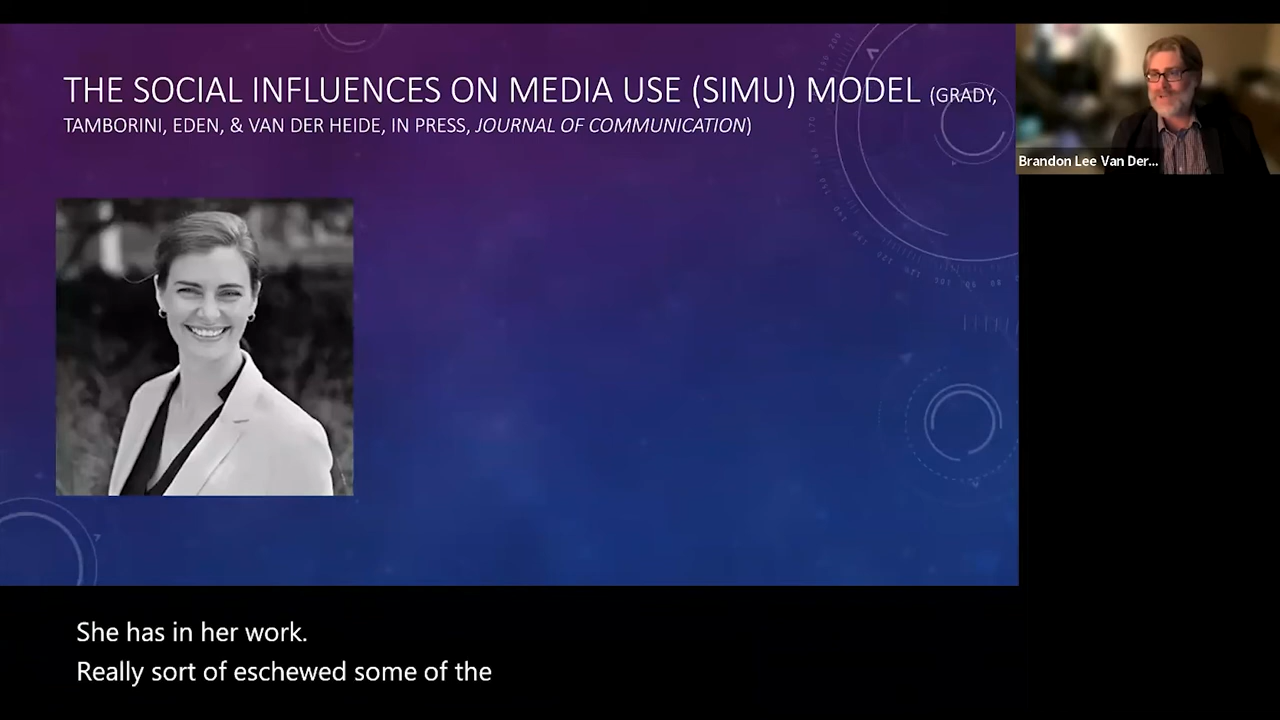 THE SOCIAL INFLUENCES ON MEDIA USE (SIMU) MODEL (GRADY,
TAMBORINI, EDEN, & VAN DER HEIDE, IN PRESS, JOURNAL OF COMMUNICATION)
Brandon Lee Van Der...
She has in her work.
Really sort of eschewed some of the